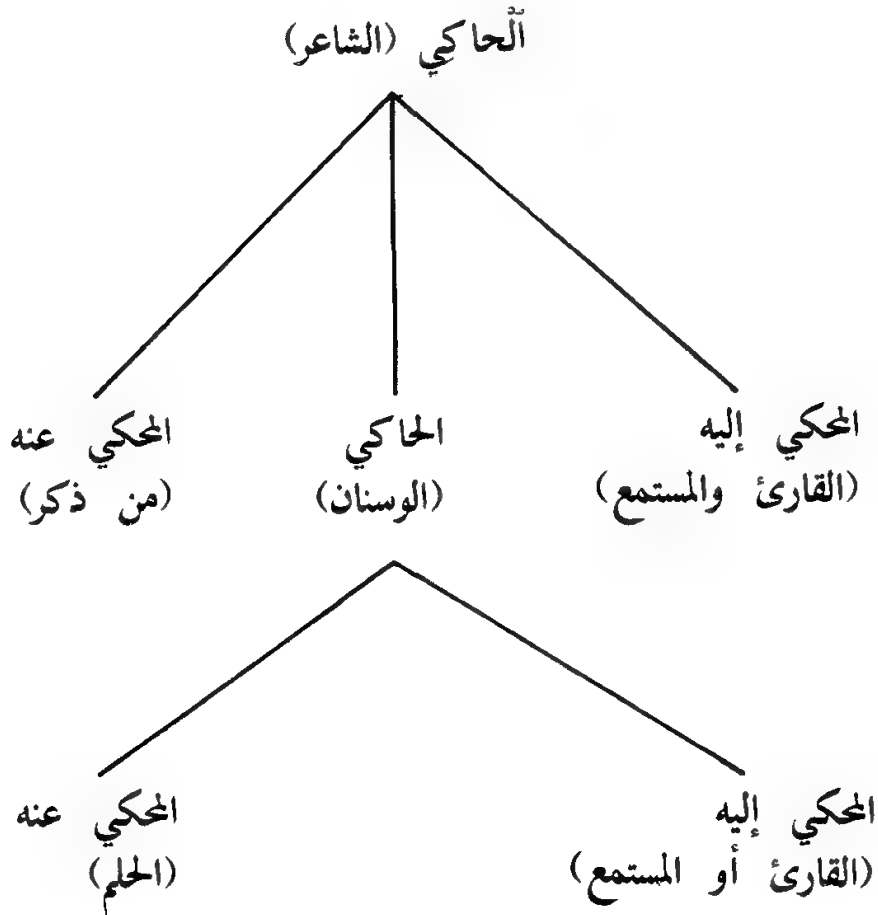 الحاكي (الشاعر)
المحكي إليه
(القارئ والمستمع)
الحاكي
(الوسنان)
المحكي عنه
(من ذكر)
المحكي إليه
(القارئ أو المستمع)
المحكي عنه
(الحلم)